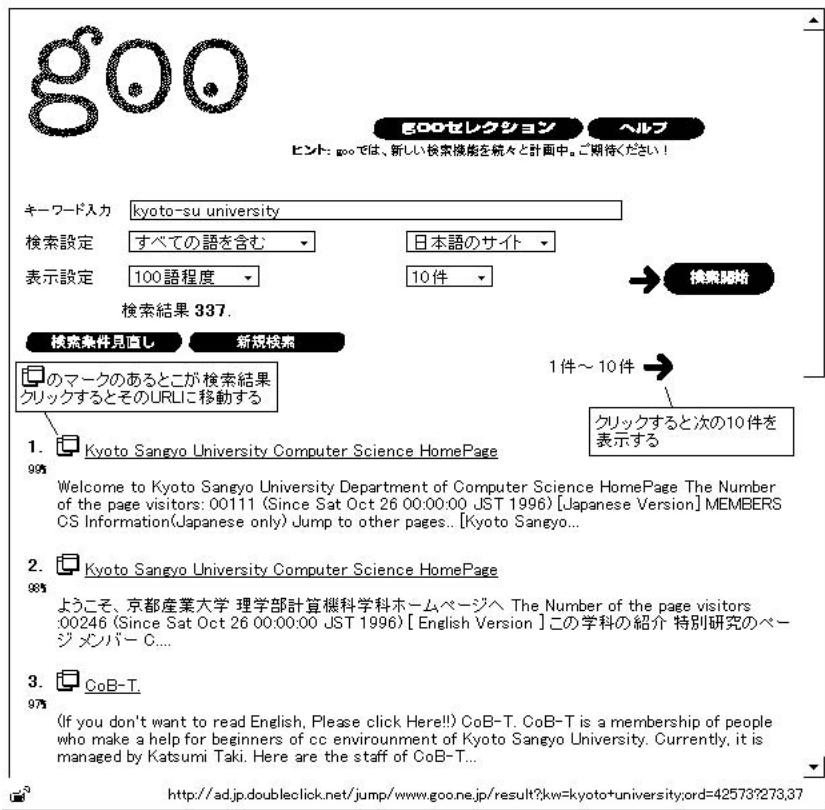 goo
gooセレクション ヘルプ
ヒント: gooでは、新しい検索機能を続々と計画中。ご期待ください!
キーワード入力 kyoto-su university
検索設定 すべての語を含む 日本語のサイト
表示設定 100語程度 10件 検索開始
検索結果 337.
検索条件見直し 新規検索
のマークのあるとこが検索結果
クリックするとそのURLに移動する
1件～10件
クリックすると次の10件を
表示する
1. Kyoto Sangyo University Computer Science HomePage
99%
Welcome to Kyoto Sangyo University Department of Computer Science HomePage The Number
of the page visitors: 00111 (Since Sat Oct 26 00:00:00 JST 1996) [Japanese Version] MEMBERS
CS Information(Japanese only) Jump to other pages.. [Kyoto Sangyo...
2. Kyoto Sangyo University Computer Science HomePage
98%
ようこそ、京都産業大学 理学部計算機科学科ホームページへ The Number of the page visitors
:00246 (Since Sat Oct 26 00:00:00 JST 1996) [ English Version ] この学科の紹介 特別研究のペー
ジ メンバー C....
3. CoB-T.
97%
(If you don't want to read English, Please click Here!!) CoB-T. CoB-T is a membership of people
who make a help for beginners of cc envirounment of Kyoto Sangyo University. Currently, it is
managed by Katsumi Taki. Here are the staff of CoB-T...
http://ad.jp.doubleclick.net/jump/www.goo.ne.jp/result?;kw=kyoto+university;ord=42573?273,37